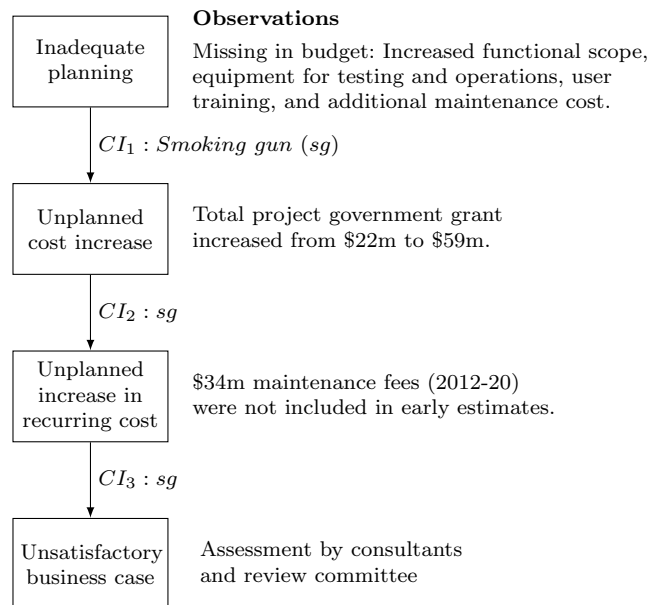 Observations
Inadequate
planning
Missing in budget: Increased functional scope,
equipment for testing and operations, user
training, and additional maintenance cost.
CI₁ : Smoking gun (sg)
Unplanned
cost increase
Total project government grant
increased from $22m to $59m.
CI₂ : sg
Unplanned
increase in
recurring cost
$34m maintenance fees (2012-20)
were not included in early estimates.
CI₃ : sg
Unsatisfactory
business case
Assessment by consultants
and review committee